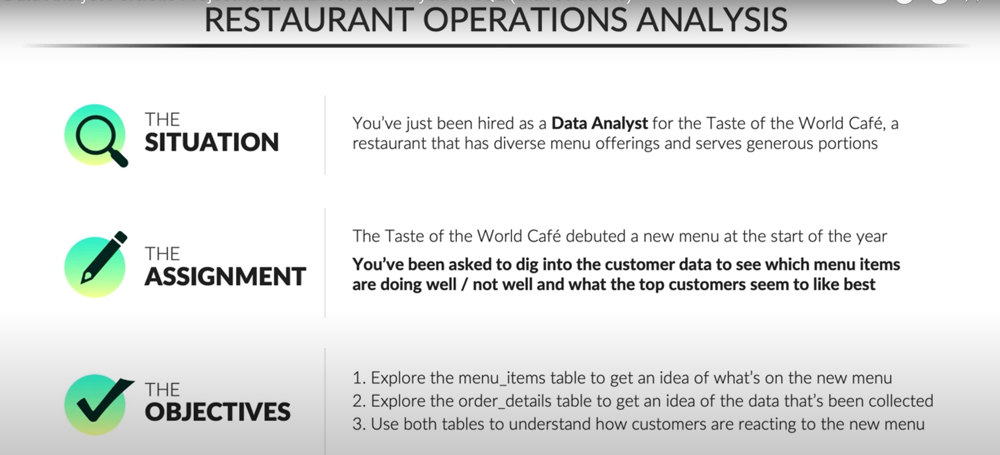 RESTAURANT OPERATIONS ANALYSIS
THE
SITUATION
You've just been hired as a Data Analyst for the Taste of the World Café, a
restaurant that has diverse menu offerings and serves generous portions
THE
ASSIGNMENT
The Taste of the World Café debuted a new menu at the start of the year
You've been asked to dig into the customer data to see which menu items
are doing well / not well and what the top customers seem to like best
THE
OBJECTIVES
1. Explore the menu_items table to get an idea of what's on the new menu
2. Explore the order_details table to get an idea of the data that's been collected
3. Use both tables to understand how customers are reacting to the new menu